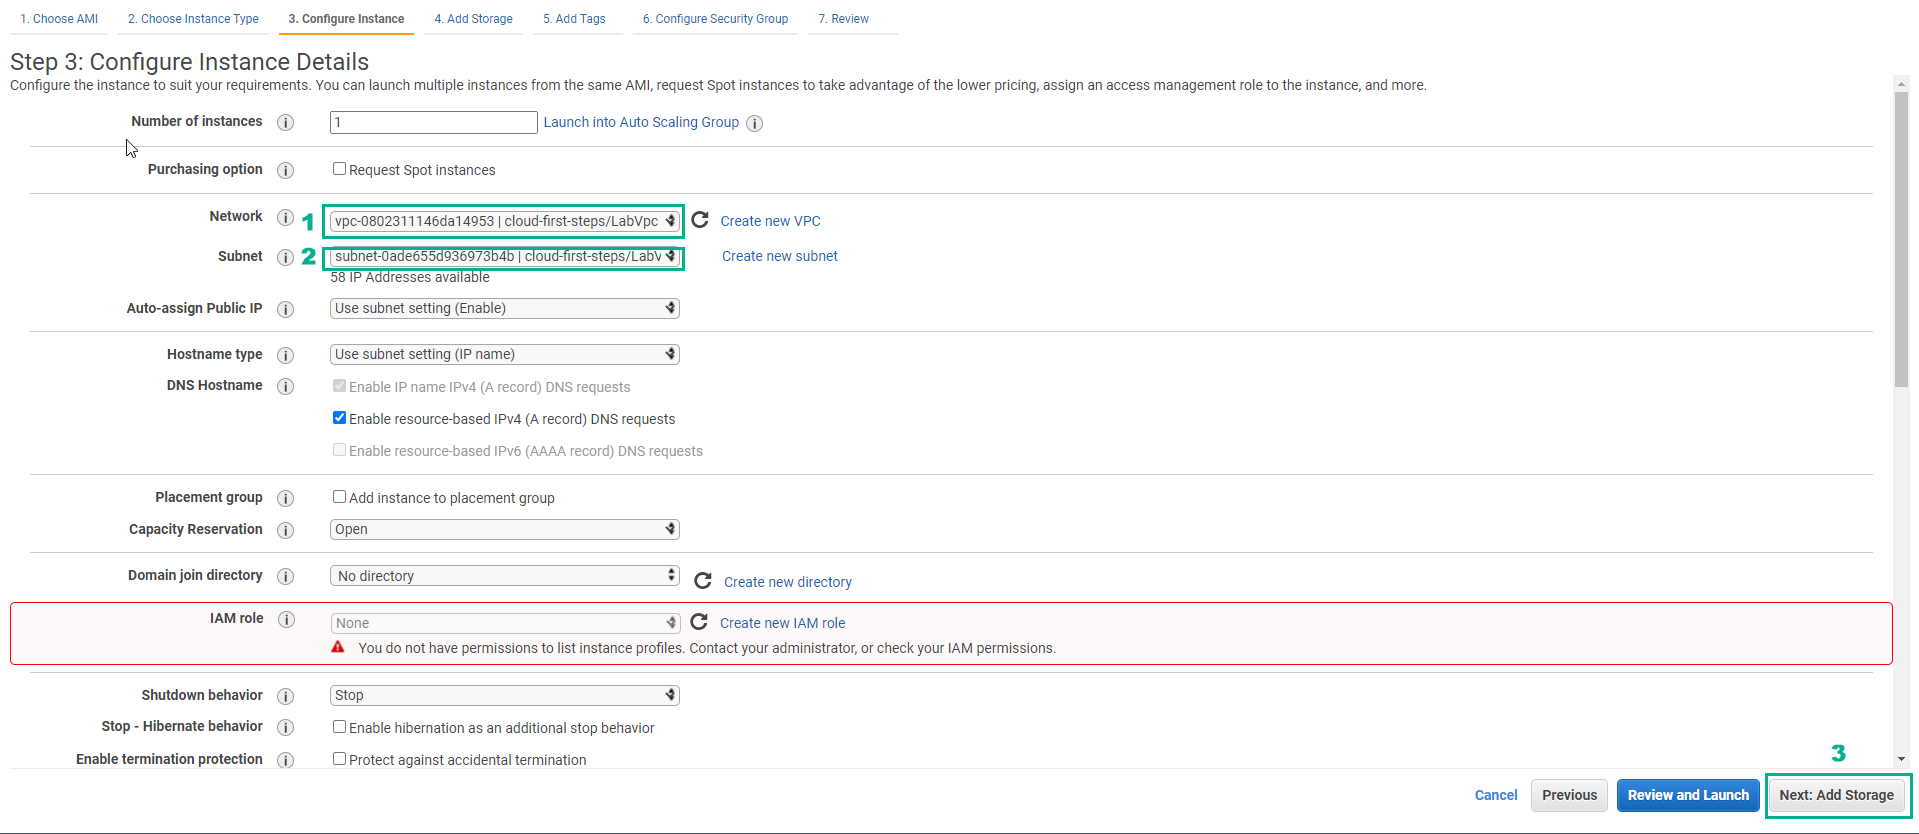 1. Choose AMI 2. Choose Instance Type 3. Configure Instance 4. Add Storage 5. Add Tags 6. Configure Security Group 7. Review
Step 3: Configure Instance Details
Configure the instance to suit your requirements. You can launch multiple instances from the same AMI, request Spot instances to take advantage of the lower pricing, assign an access management role to the instance, and more.
Number of instances i 1 Launch into Auto Scaling Group i
Purchasing option i Request Spot instances
Network i 1 vpc-0802311146da14953 | cloud-first-steps/LabVpc Create new VPC
Subnet i 2 subnet-0ade655d936973b4b | cloud-first-steps/LabV Create new subnet
58 IP Addresses available
Auto-assign Public IP i Use subnet setting (Enable)
Hostname type i Use subnet setting (IP name)
DNS Hostname i Enable IP name IPv4 (A record) DNS requests
Enable resource-based IPv4 (A record) DNS requests
Enable resource-based IPv6 (AAAA record) DNS requests
Placement group i Add instance to placement group
Capacity Reservation i Open
Domain join directory i No directory Create new directory
IAM role i None Create new IAM role
You do not have permissions to list instance profiles. Contact your administrator, or check your IAM permissions.
Shutdown behavior i Stop
Stop - Hibernate behavior i Enable hibernation as an additional stop behavior
Enable termination protection i Protect against accidental termination
3
Cancel Previous Review and Launch Next: Add Storage